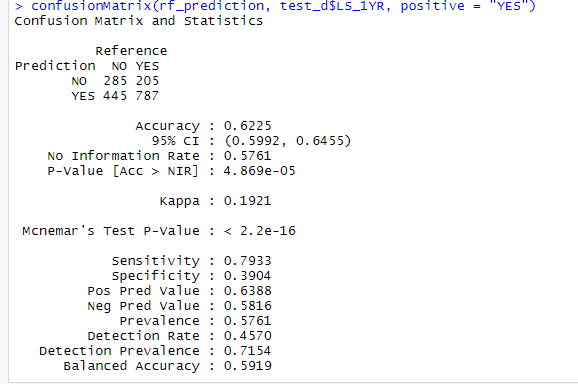 > confusionMatrix(rf_prediction, test_d$LS_1YR, positive = "YES")
Confusion Matrix and Statistics
Reference
Prediction NO YES
NO 285 205
YES 445 787
Accuracy : 0.6225
95% CI : (0.5992, 0.6455)
No Information Rate : 0.5761
P-Value [Acc > NIR] : 4.869e-05
Kappa : 0.1921
Mcnemar's Test P-Value : < 2.2e-16
Sensitivity : 0.7933
Specificity : 0.3904
Pos Pred Value : 0.6388
Neg Pred Value : 0.5816
Prevalence : 0.5761
Detection Rate : 0.4570
Detection Prevalence : 0.7154
Balanced Accuracy : 0.5919